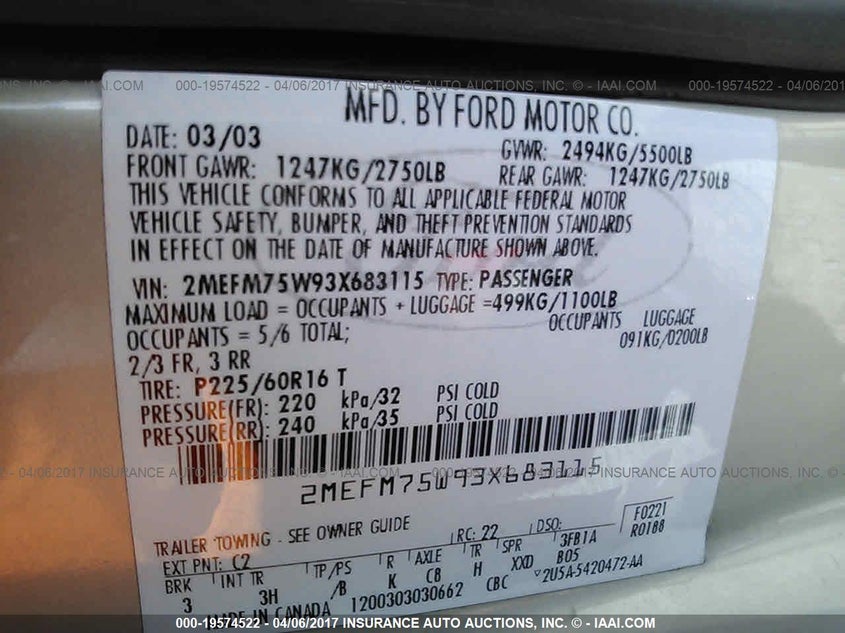 000-19574522 - 04/06/2017 INSURANCE AUTO AUCTIONS, INC. - IAAI.COM
MFD. BY FORD MOTOR CO.
DATE: 03/03 GVWR: 2494KG/5500LB
FRONT GAWR: 1247KG/2750LB REAR GAWR: 1247KG/2750LB
THIS VEHICLE CONFORMS TO ALL APPLICABLE FEDERAL MOTOR
VEHICLE SAFETY, BUMPER, AND THEFT PREVENTION STANDARDS
IN EFFECT ON THE DATE OF MANUFACTURE SHOWN ABOVE.
VIN: 2MEFM75W93X683115 TYPE: PASSENGER
MAXIMUM LOAD = OCCUPANTS + LUGGAGE =499KG/1100LB
OCCUPANTS = 5/6 TOTAL; OCCUPANTS LUGGAGE
2/3 FR, 3 RR 091KG/0200LB
TIRE: P225/60R16 T
PRESSURE(FR): 220 kPa/32 PSI COLD
PRESSURE(RR): 240 kPa/35 PSI COLD
2MEFM75W93X683115
TRAILER TOWING - SEE OWNER GUIDE RC: 22 DSO: F0221
EXT PNT: C2 3FB1A R0188
BRK INT TR TP/PS R AXLE TR SPR B05
3 3H /B K CB H XXD
MADE IN CANADA 1200303030662 CBC 2U5A-5420472-AA
000-19574522 - 04/06/2017 INSURANCE AUTO AUCTIONS, INC. - IAAI.COM